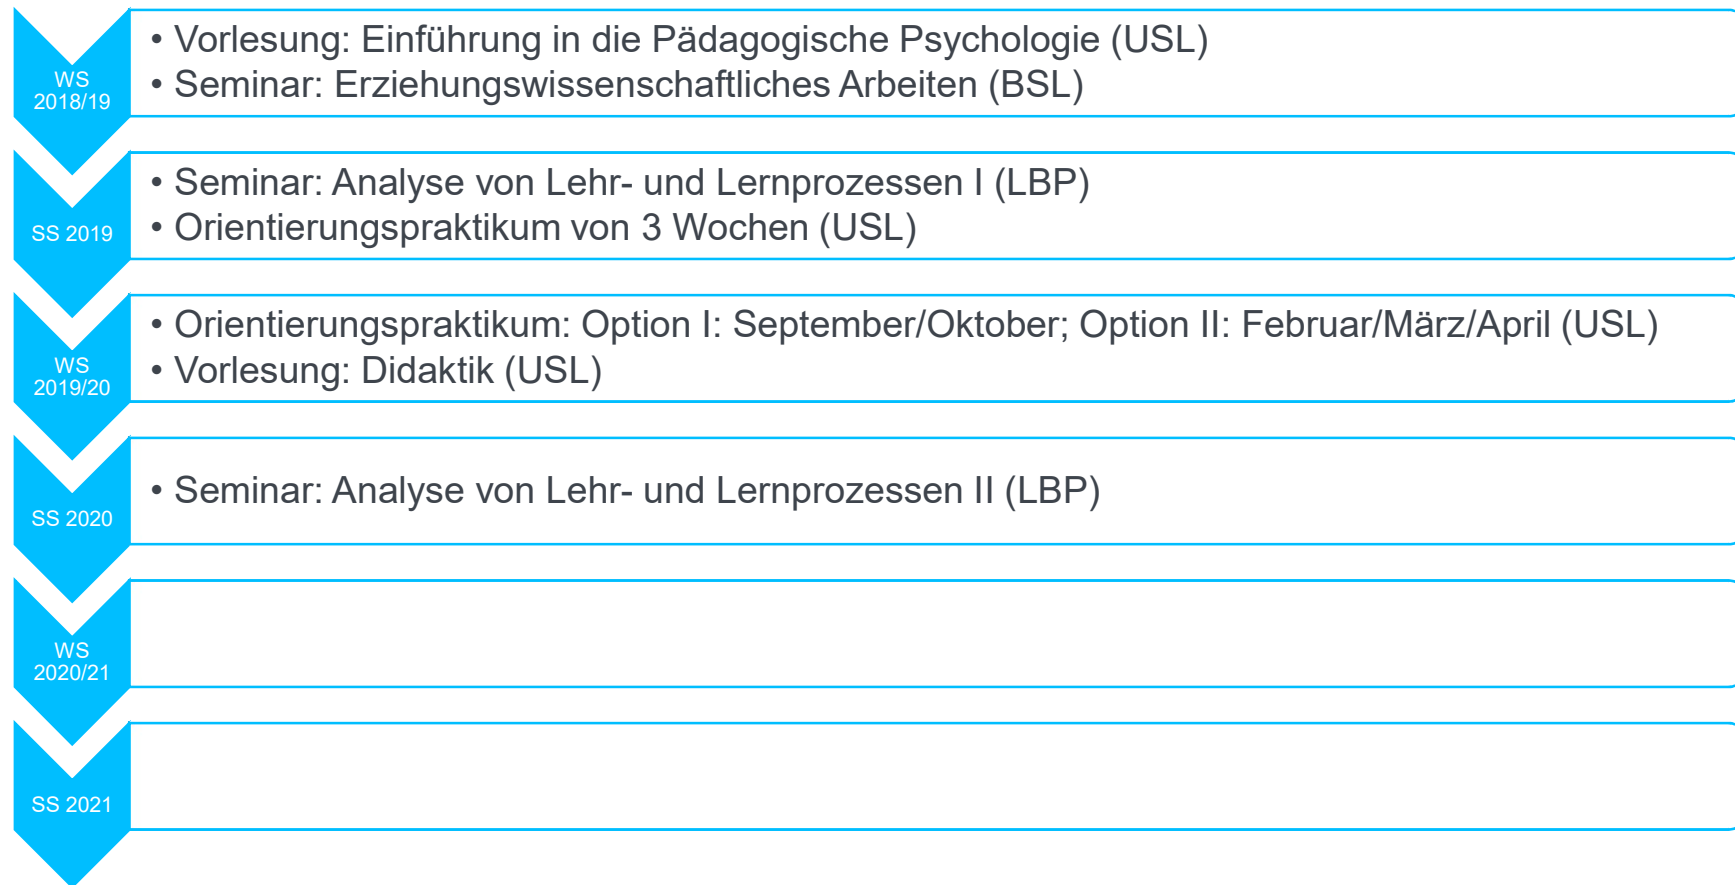 WS
2018/19
• Vorlesung: Einführung in die Pädagogische Psychologie (USL)
• Seminar: Erziehungswissenschaftliches Arbeiten (BSL)
SS 2019
• Seminar: Analyse von Lehr- und Lernprozessen I (LBP)
• Orientierungspraktikum von 3 Wochen (USL)
WS
2019/20
• Orientierungspraktikum: Option I: September/Oktober; Option II: Februar/März/April (USL)
• Vorlesung: Didaktik (USL)
SS 2020
• Seminar: Analyse von Lehr- und Lernprozessen II (LBP)
WS
2020/21
SS 2021